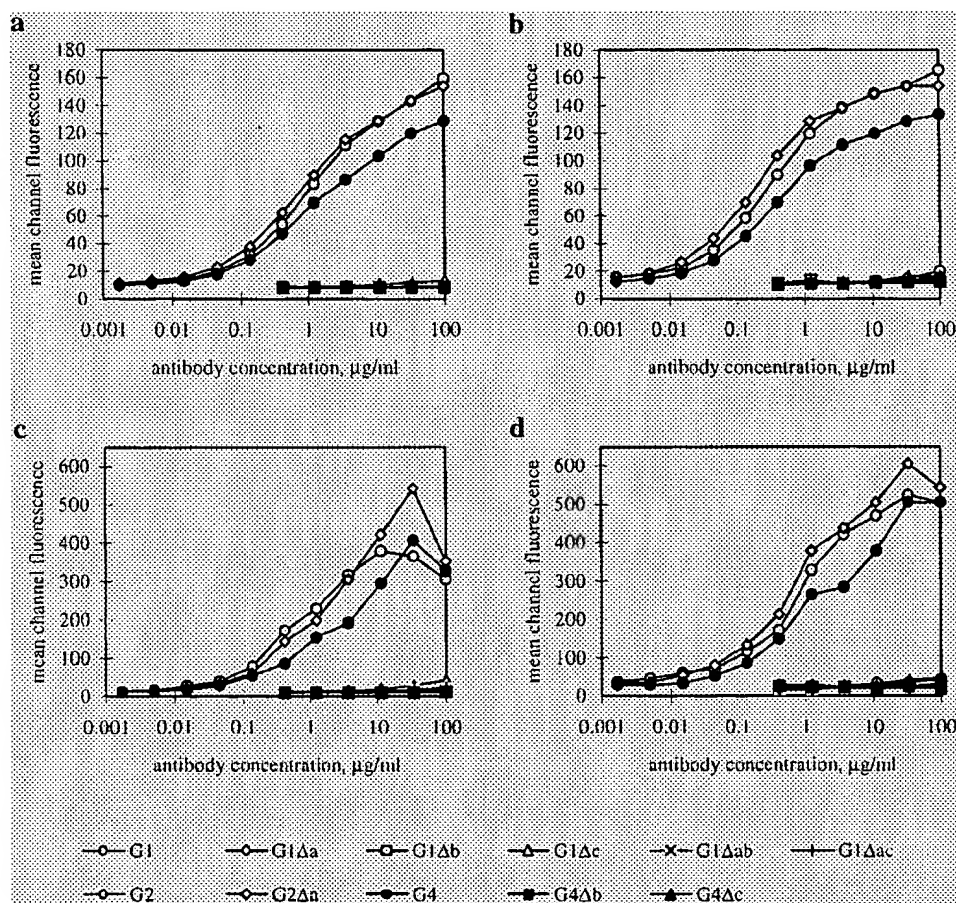 a
b
mean channel fluorescence
180
160
140
120
100
80
60
40
20
0
0.001 0.01 0.1 1 10 100
antibody concentration, µg/ml
mean channel fluorescence
180
160
140
120
100
80
60
40
20
0
0.001 0.01 0.1 1 10 100
antibody concentration, µg/ml
c
d
mean channel fluorescence
600
500
400
300
200
100
0
0.001 0.01 0.1 1 10 100
antibody concentration, µg/ml
mean channel fluorescence
600
500
400
300
200
100
0
0.001 0.01 0.1 1 10 100
antibody concentration, µg/ml
G1 G1Δa G1Δb G1Δc G1Δab G1Δac
G2 G2Δa G4 G4Δb G4Δc